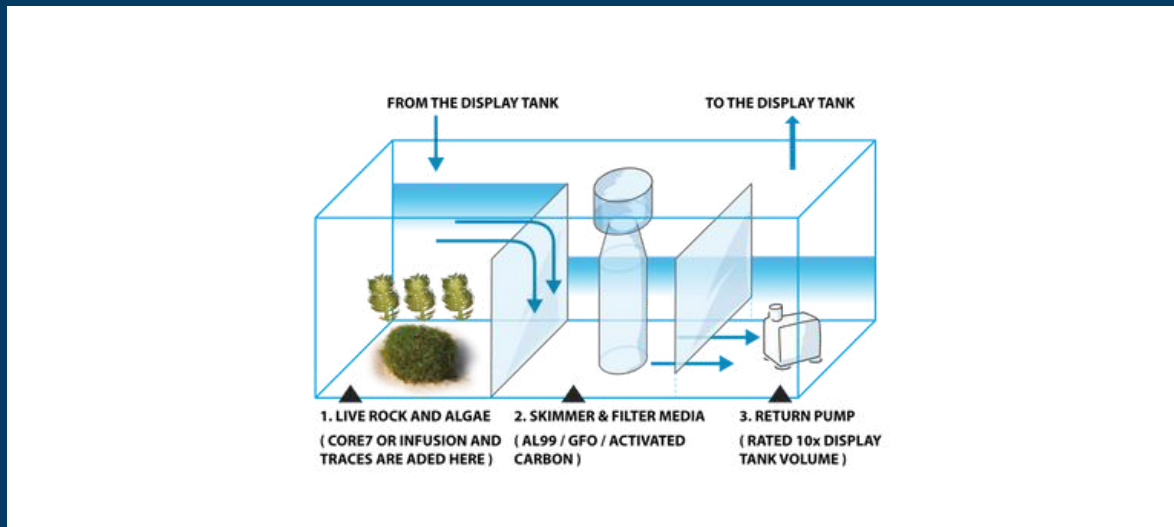 FROM THE DISPLAY TANK
TO THE DISPLAY TANK
1. LIVE ROCK AND ALGAE
( CORE7 OR INFUSION AND
TRACES ARE ADED HERE )
2. SKIMMER & FILTER MEDIA
( AL99 / GFO / ACTIVATED
CARBON )
3. RETURN PUMP
( RATED 10x DISPLAY
TANK VOLUME )